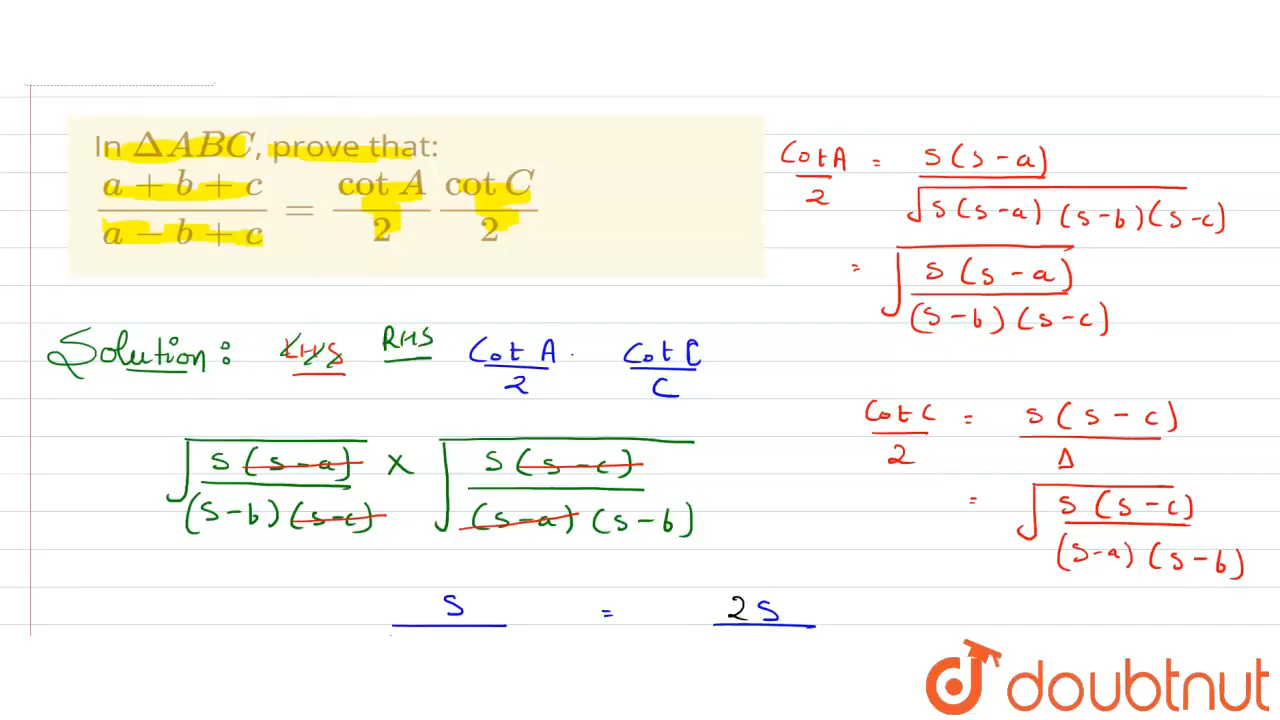 In ΔABC, prove that:
a + b + c / a − b + c = cot A / 2 cot C / 2
Cot A / 2 = s(s-a) / √s(s-a)(s-b)(s-c)
= √s(s-a) / (s-b)(s-c)
Solution: LHS RHS Cot A / 2 . Cot C / C
Cot C / 2 = s(s-c) / Δ
√s(s-a) / (s-b)(s-c) × √s(s-c) / (s-a)(s-b)
= √s(s-c) / (s-a)(s-b)
s = 2s
doubtnut